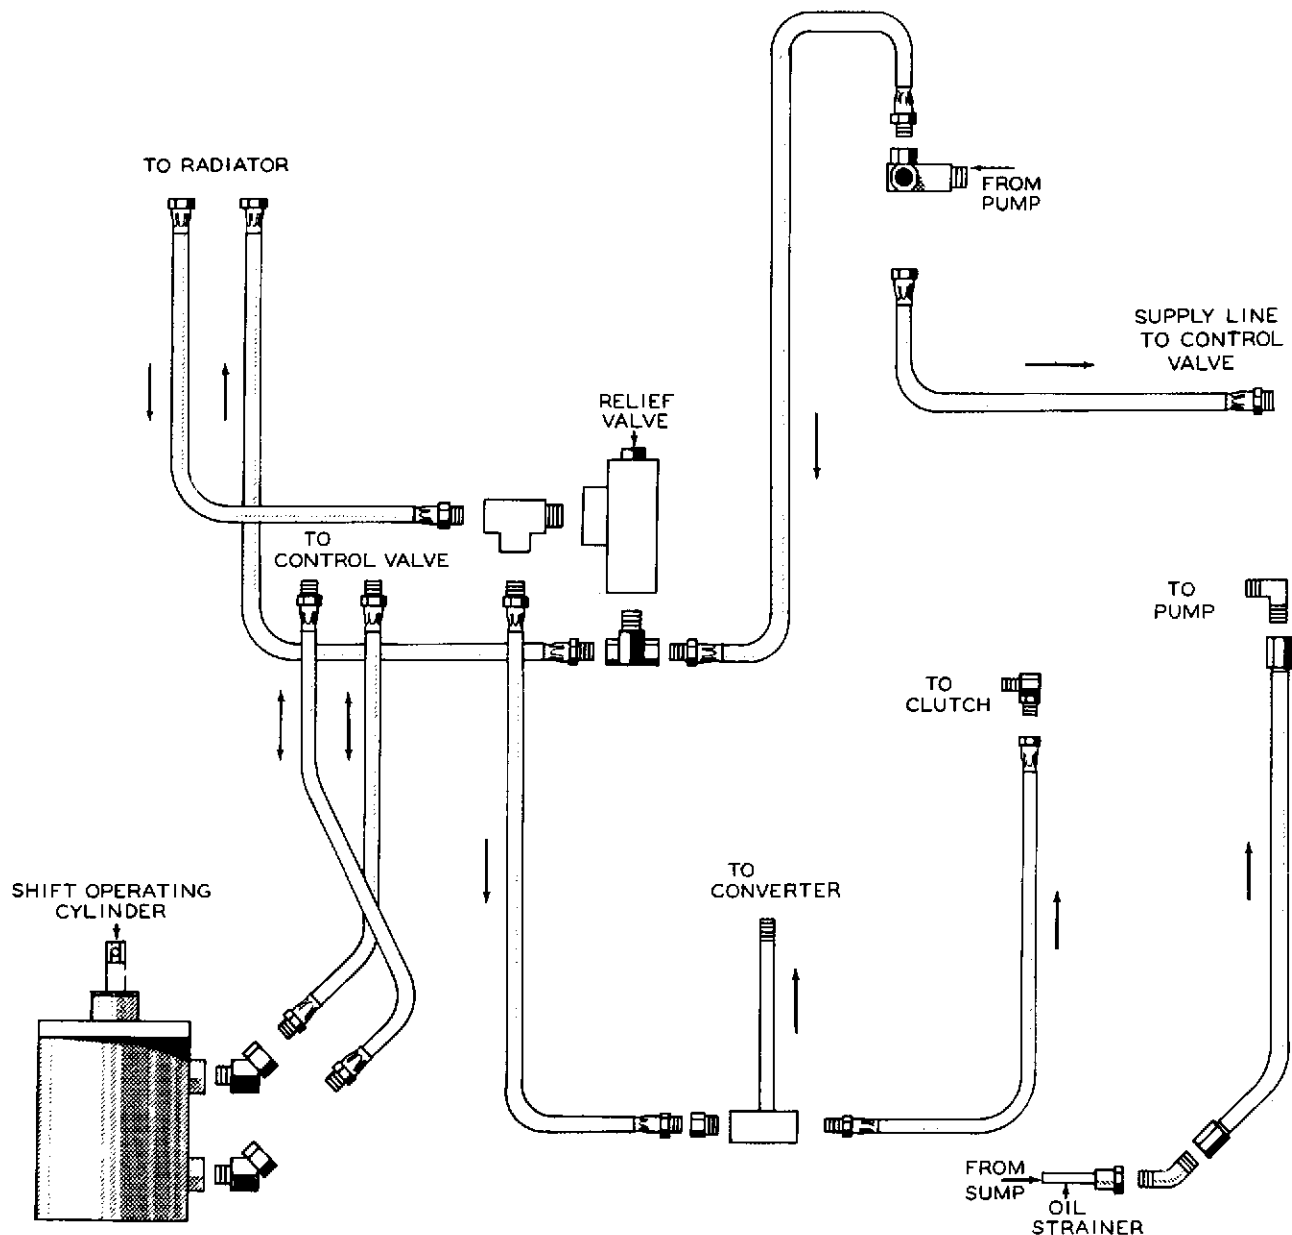 TO RADIATOR
FROM
PUMP
SUPPLY LINE
TO CONTROL
VALVE
RELIEF
VALVE
TO
CONTROL VALVE
TO
PUMP
TO
CLUTCH
TO
CONVERTER
SHIFT OPERATING
CYLINDER
FROM
SUMP
OIL
STRAINER